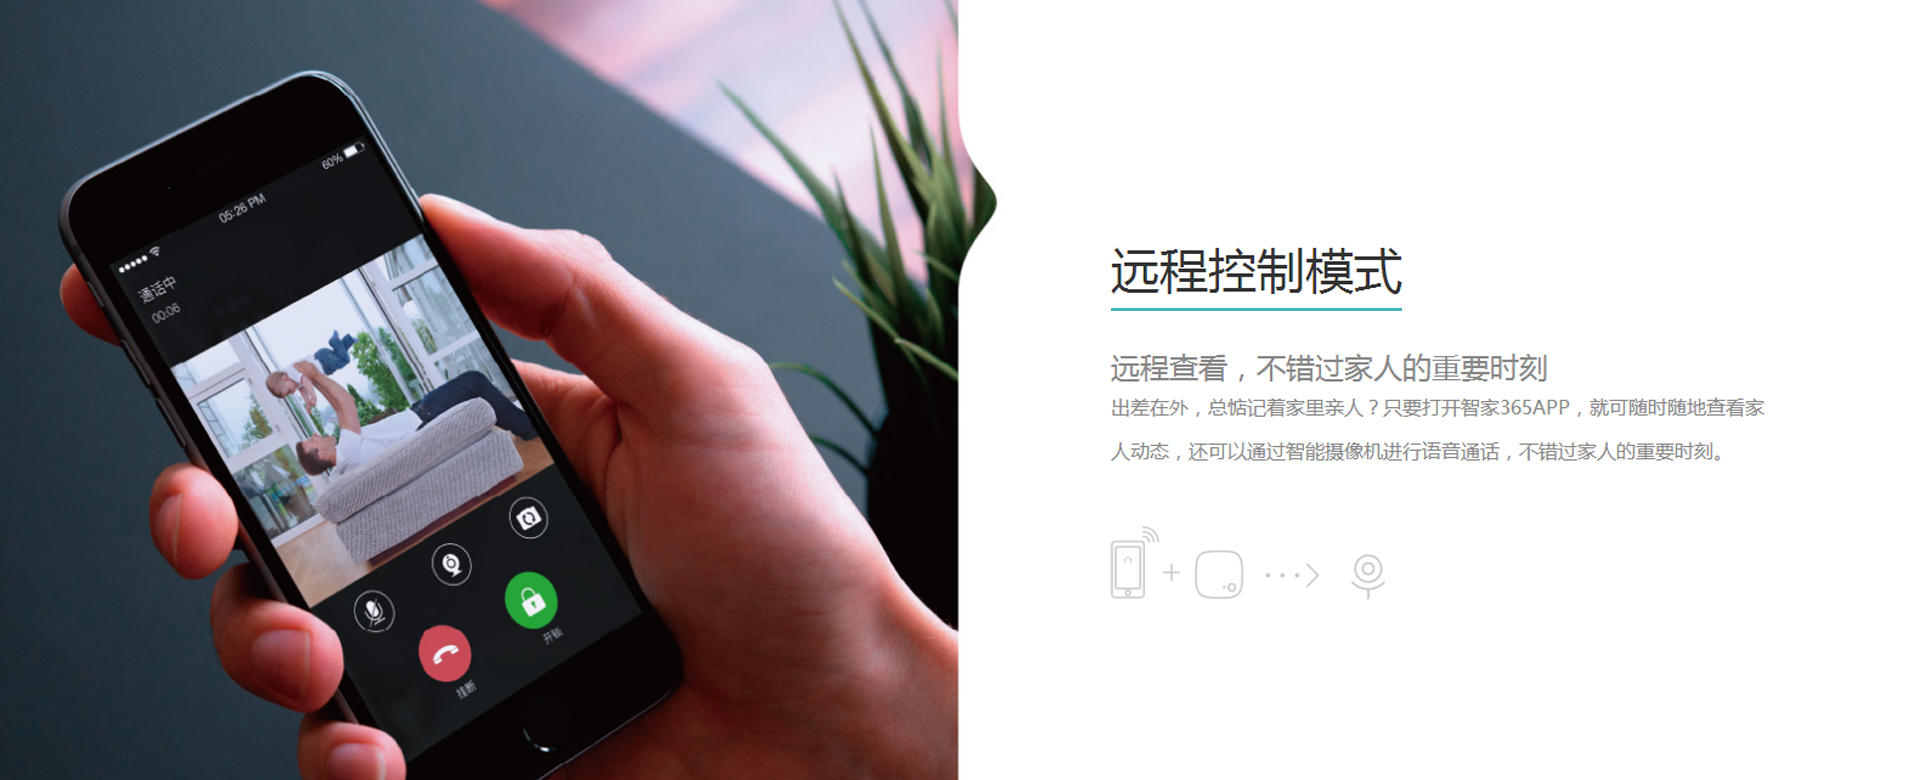 60%
05:26 PM
通话中
00:06
开锁
挂断
远程控制模式
远程查看，不错过家人的重要时刻
出差在外，总惦记着家里亲人？只要打开智家365APP，就可随时随地查看家
人动态，还可以通过智能摄像机进行语音通话，不错过家人的重要时刻。